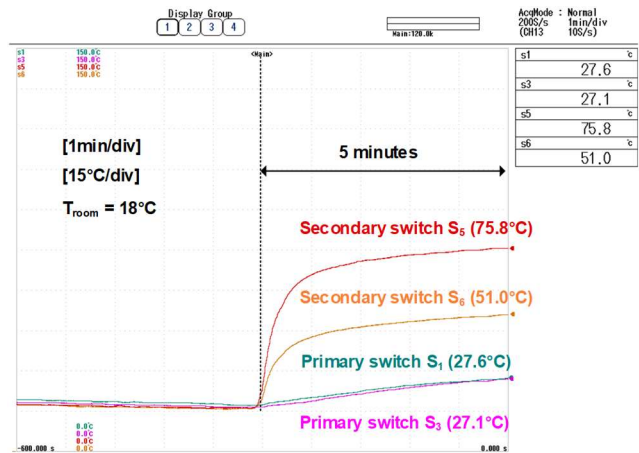 Display Group
1 2 3 4
Main:120.0k
AcqMode : Normal
200S/s 1min/div
(CH13 10S/s)
s1 150.0℃
s3 150.0℃
s5 150.0℃
s6 150.0℃
<Main>
s1 ℃
27.6
s3 ℃
27.1
s5 ℃
75.8
s6 ℃
51.0
[1min/div]
[15°C/div]
Troom = 18°C
5 minutes
Secondary switch S5 (75.8°C)
Secondary switch S6 (51.0°C)
Primary switch S1 (27.6°C)
Primary switch S3 (27.1°C)
0.0℃
0.0℃
0.0℃
0.0℃
-600.000 s
0.000 s